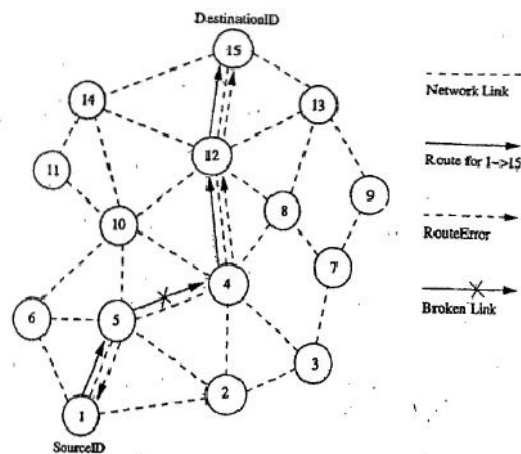 DestinationID
15
14
13
Network Link
12
Route for 1->15
11
9
8
10
RouteError
7
4
Broken Link
6
5
3
2
1
SourceID